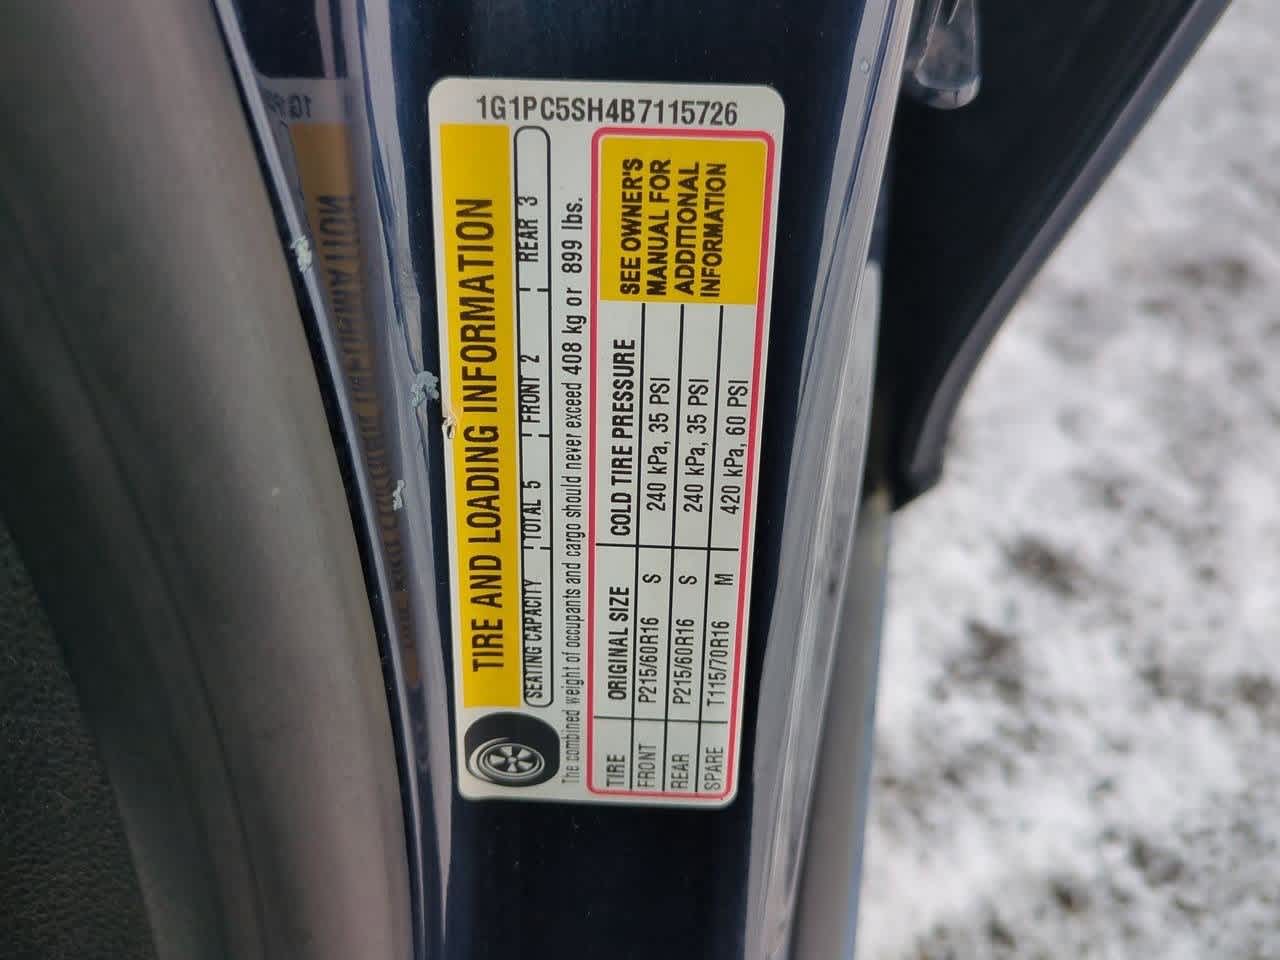 1G1PC5SH4B7115726
TIRE AND LOADING INFORMATION
SEATING CAPACITY TOTAL 5 FRONT 2 REAR 3
The combined weight of occupants and cargo should never exceed 408 kg or 899 lbs.
TIRE ORIGINAL SIZE COLD TIRE PRESSURE
FRONT P215/60R16 S 240 kPa, 35 PSI
REAR P215/60R16 S 240 kPa, 35 PSI
SPARE T115/70R16 M 420 kPa, 60 PSI
SEE OWNER'S
MANUAL FOR
ADDITIONAL
INFORMATION